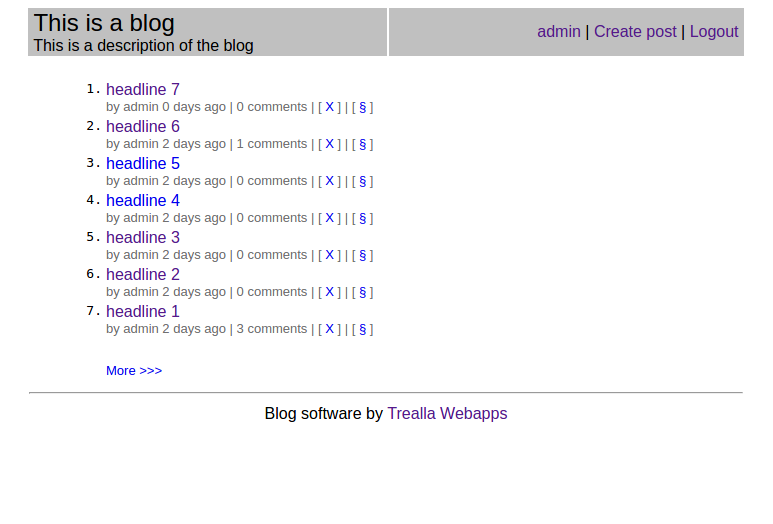 This is a blog
This is a description of the blog
admin | Create post | Logout
1. headline 7
by admin 0 days ago | 0 comments | [ X ] | [ § ]
2. headline 6
by admin 2 days ago | 1 comments | [ X ] | [ § ]
3. headline 5
by admin 2 days ago | 0 comments | [ X ] | [ § ]
4. headline 4
by admin 2 days ago | 0 comments | [ X ] | [ § ]
5. headline 3
by admin 2 days ago | 0 comments | [ X ] | [ § ]
6. headline 2
by admin 2 days ago | 0 comments | [ X ] | [ § ]
7. headline 1
by admin 2 days ago | 3 comments | [ X ] | [ § ]
More >>>
Blog software by Trealla Webapps